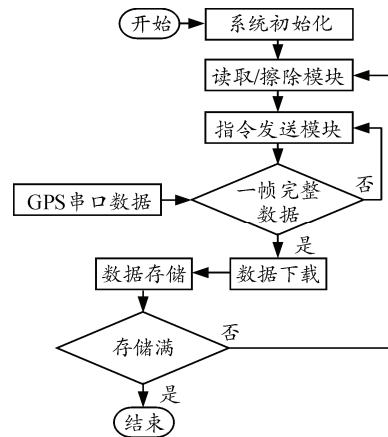 开始
系统初始化
读取/擦除模块
指令发送模块
一帧完整
数据
否
GPS串口数据
是
数据存储
数据下载
存储满
否
是
结束